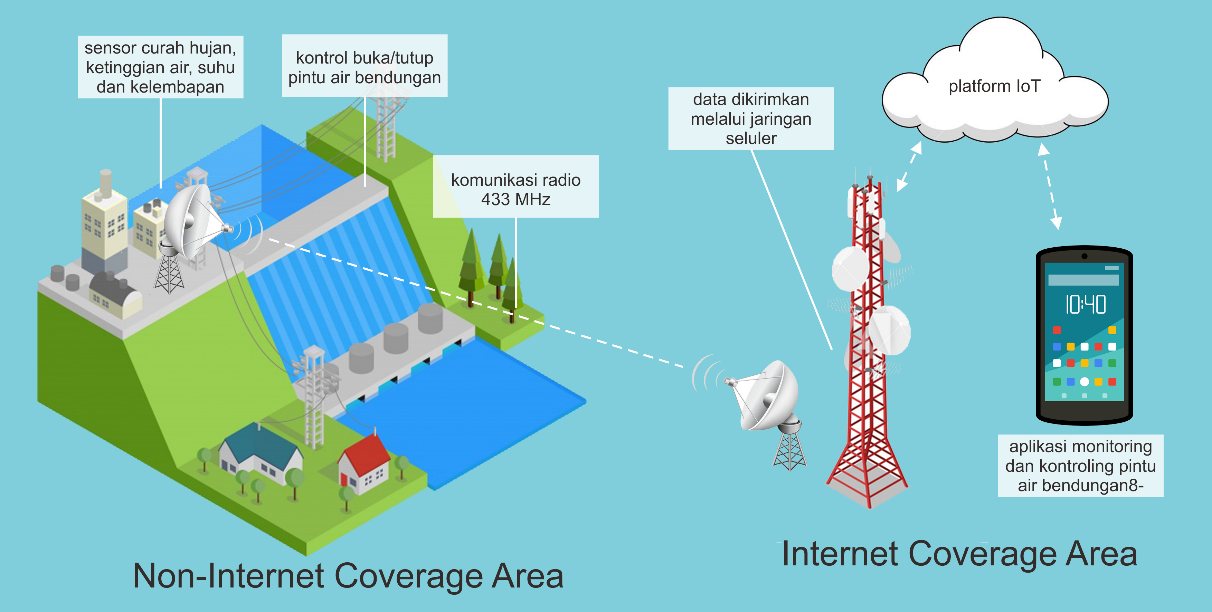 sensor curah hujan,
ketinggian air, suhu
dan kelembapan
kontrol buka/tutup
pintu air bendungan
komunikasi radio
433 MHz
data dikirimkan
melalui jaringan
seluler
platform IoT
10:40
aplikasi monitoring
dan kontroling pintu
air bendungan8-
Non-Internet Coverage Area
Internet Coverage Area